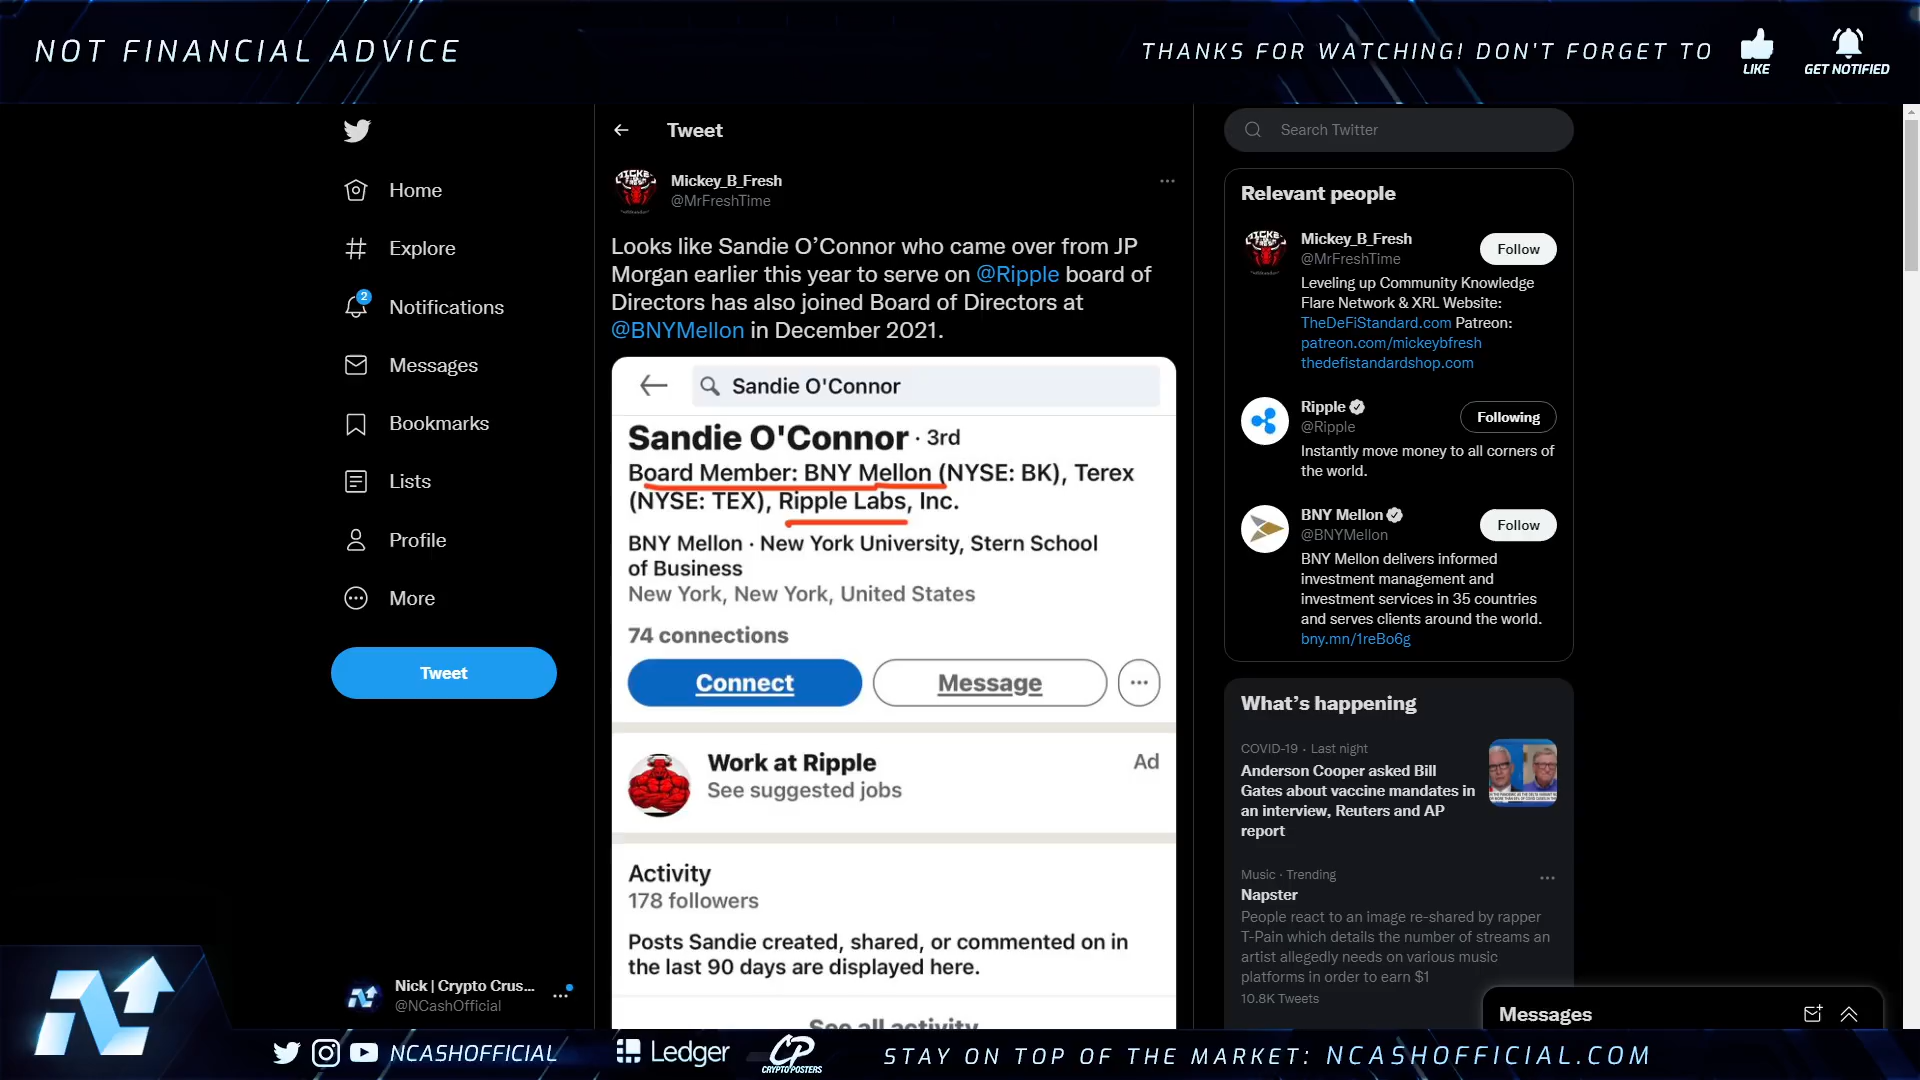 NOT FINANCIAL ADVICE
THANKS FOR WATCHING! DON'T FORGET TO
LIKE
GET NOTIFIED
Home
Explore
2
Notifications
Messages
Bookmarks
Lists
Profile
More
Tweet
Nick | Crypto Crus...
@NCashOfficial
Tweet
Mickey_B_Fresh
@MrFreshTime
Looks like Sandie O’Connor who came over from JP
Morgan earlier this year to serve on @Ripple board of
Directors has also joined Board of Directors at
@BNYMellon in December 2021.
Sandie O'Connor
Sandie O'Connor · 3rd
Board Member: BNY Mellon (NYSE: BK), Terex
(NYSE: TEX), Ripple Labs, Inc.
BNY Mellon · New York University, Stern School
of Business
New York, New York, United States
74 connections
Connect
Message
Work at Ripple
Ad
See suggested jobs
Activity
178 followers
Posts Sandie created, shared, or commented on in
the last 90 days are displayed here.
See all activity
Search Twitter
Relevant people
Mickey_B_Fresh
@MrFreshTime
Follow
Leveling up Community Knowledge
Flare Network & XRL Website:
TheDeFiStandard.com Patreon:
patreon.com/mickeybfresh
thedefistandardshop.com
Ripple
@Ripple
Following
Instantly move money to all corners of
the world.
BNY Mellon
@BNYMellon
Follow
BNY Mellon delivers informed
investment management and
investment services in 35 countries
and serves clients around the world.
bny.mn/1reBo6g
What’s happening
COVID-19 · Last night
Anderson Cooper asked Bill
Gates about vaccine mandates in
an interview, Reuters and AP
report
Music · Trending
Napster
People react to an image re-shared by rapper
T-Pain which details the number of streams an
artist allegedly needs on various music
platforms in order to earn $1
10.8K Tweets
Messages
NCASHOFFICIAL
Ledger
CP
CRYPTOPOSTERS
STAY ON TOP OF THE MARKET: NCASHOFFICIAL.COM